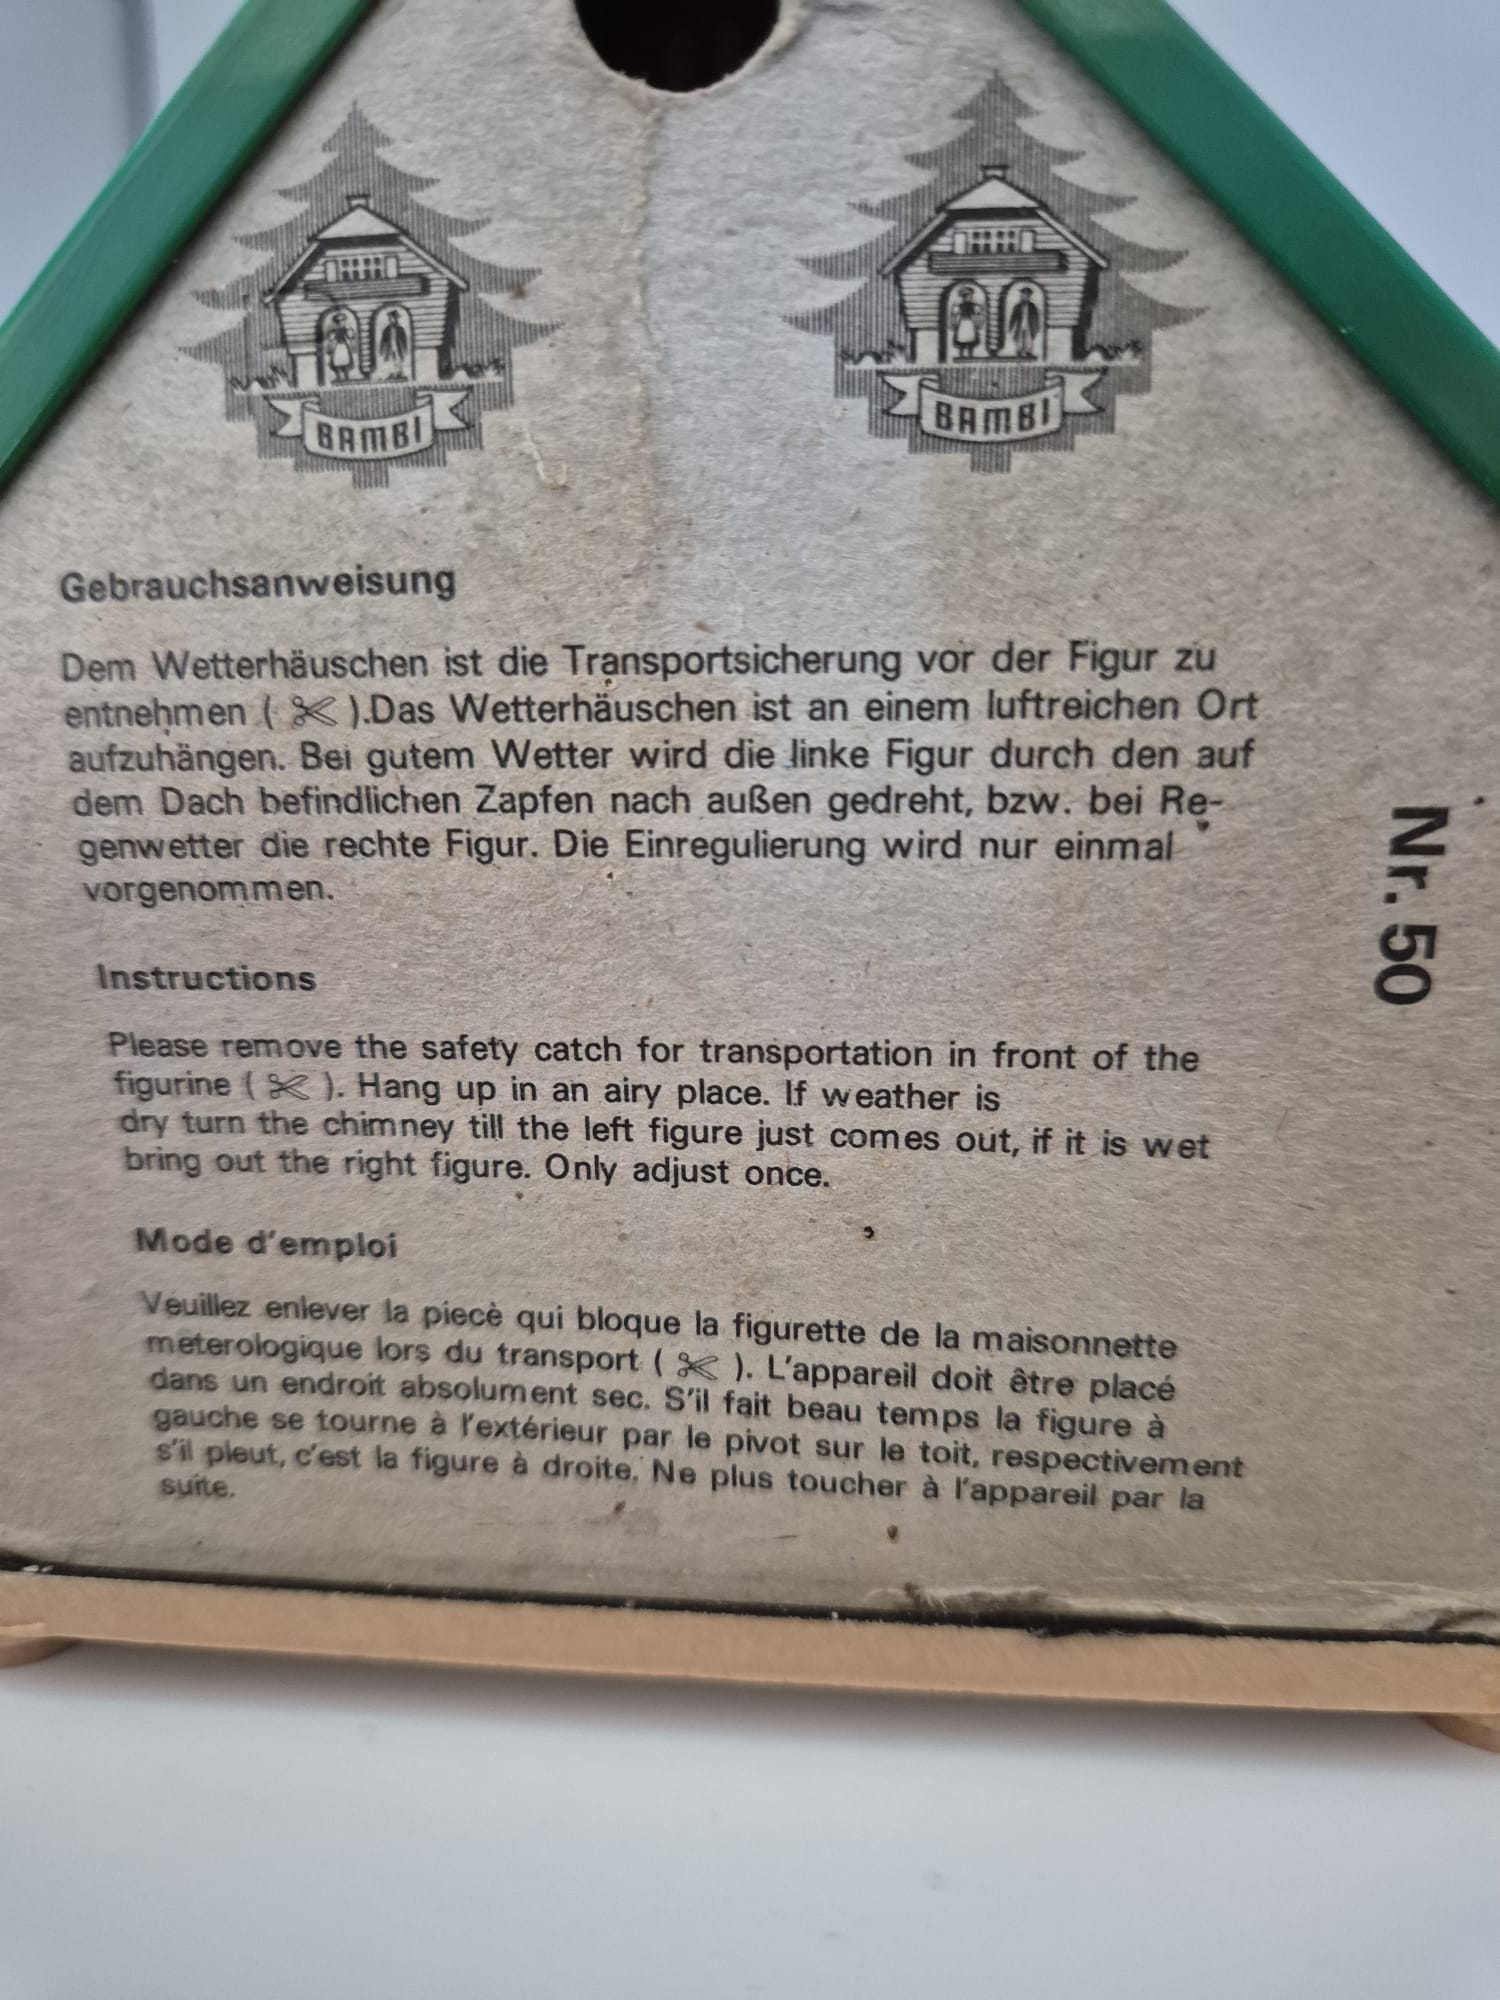 BAMBI
BAMBI
Gebrauchsanweisung
Dem Wetterhäuschen ist die Transportsicherung vor der Figur zu
entnehmen ( ✂ ).Das Wetterhäuschen ist an einem luftreichen Ort
aufzuhängen. Bei gutem Wetter wird die linke Figur durch den auf
dem Dach befindlichen Zapfen nach außen gedreht, bzw. bei Re-
genwetter die rechte Figur. Die Einregulierung wird nur einmal
vorgenommen.
Nr. 50
Instructions
Please remove the safety catch for transportation in front of the
figurine ( ✂ ). Hang up in an airy place. If weather is
dry turn the chimney till the left figure just comes out, if it is wet
bring out the right figure. Only adjust once.
Mode d'emploi
Veuillez enlever la piecè qui bloque la figurette de la maisonnette
meterologique lors du transport ( ✂ ). L'appareil doit être placé
dans un endroit absolument sec. S'il fait beau temps la figure à
gauche se tourne à l'extérieur par le pivot sur le toit, respectivement
s'il pleut, c'est la figure à droite. Ne plus toucher à l'appareil par la
suite.